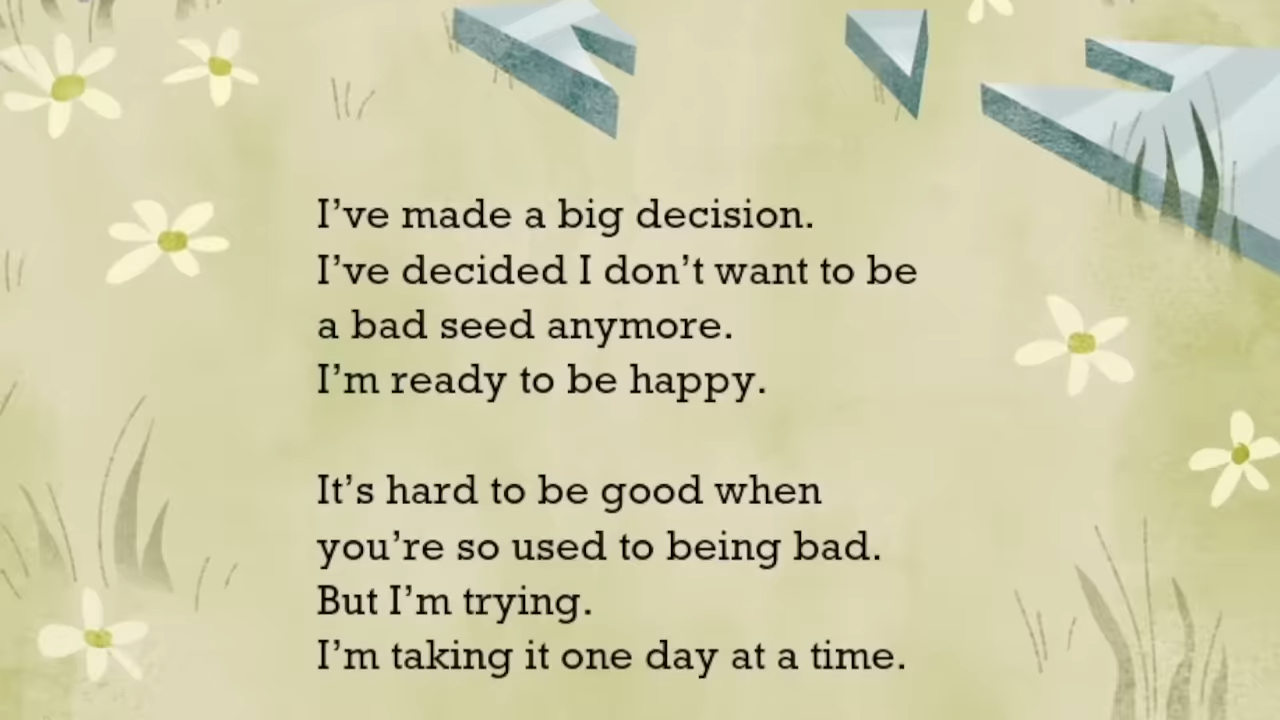 I’ve made a big decision.
I’ve decided I don’t want to be
a bad seed anymore.
I’m ready to be happy.
It’s hard to be good when
you’re so used to being bad.
But I’m trying.
I’m taking it one day at a time.